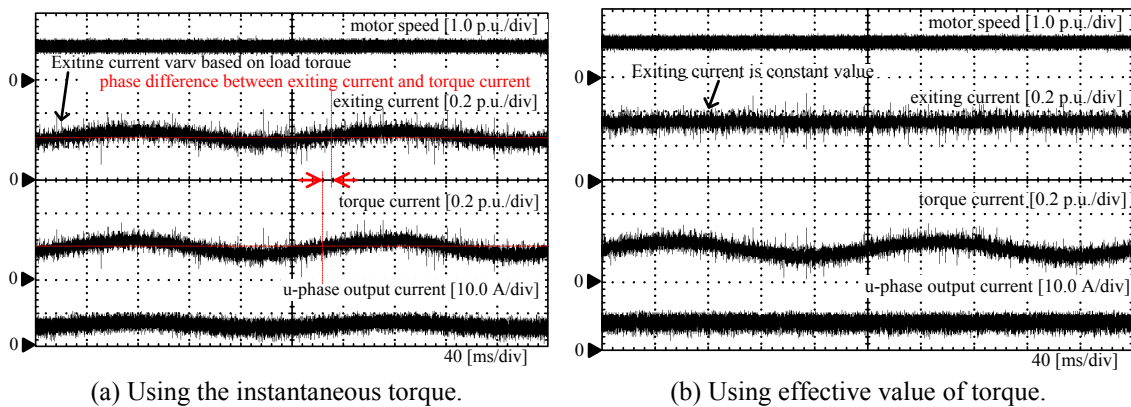 motor speed [1.0 p.u./div]
Exiting current vary based on load torque
0
phase difference between exiting current and torque current
exiting current [0.2 p.u./div]
0
torque current [0.2 p.u./div]
0
u-phase output current [10.0 A/div]
0
40 [ms/div]
(a) Using the instantaneous torque.
motor speed [1.0 p.u./div]
0
Exiting current is constant value
exiting current [0.2 p.u./div]
0
torque current [0.2 p.u./div]
0
u-phase output current [10.0 A/div]
0
40 [ms/div]
(b) Using effective value of torque.